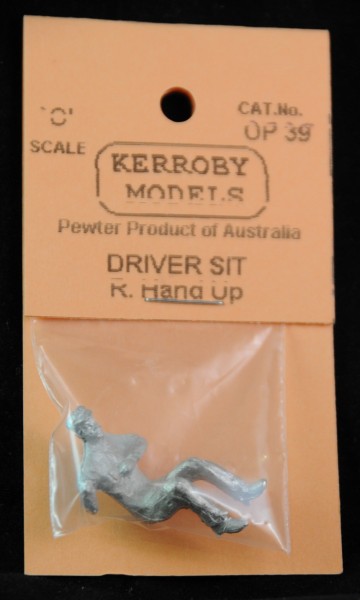 'O'
SCALE
CAT.No.
OP 39
KERROBY
MODELS
Pewter Product of Australia
DRIVER SIT
R. Hand Up